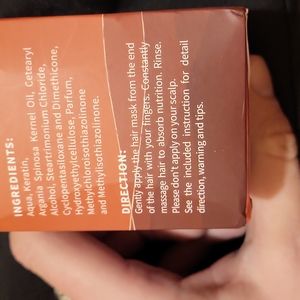 INGREDIENTS:
Aqua, Keratin,
Argania Spinosa Kernel Oil, Cetearyl
Alcohol, Steartrimonium Chloride,
Cyclopentasiloxane and Dimethicone,
Hydroxyethylcellulose, Parfum,
Methylchloroisothiazolinone
and Methylisothiazolinone.
DIRECTION:
Gently apply the hair mask from the end
of the hair with your fingers. Constantly
massage hair to absorb nutrition. Rinse.
Please don't apply on your scalp.
See the included instruction for detail
direction, warning and tips.